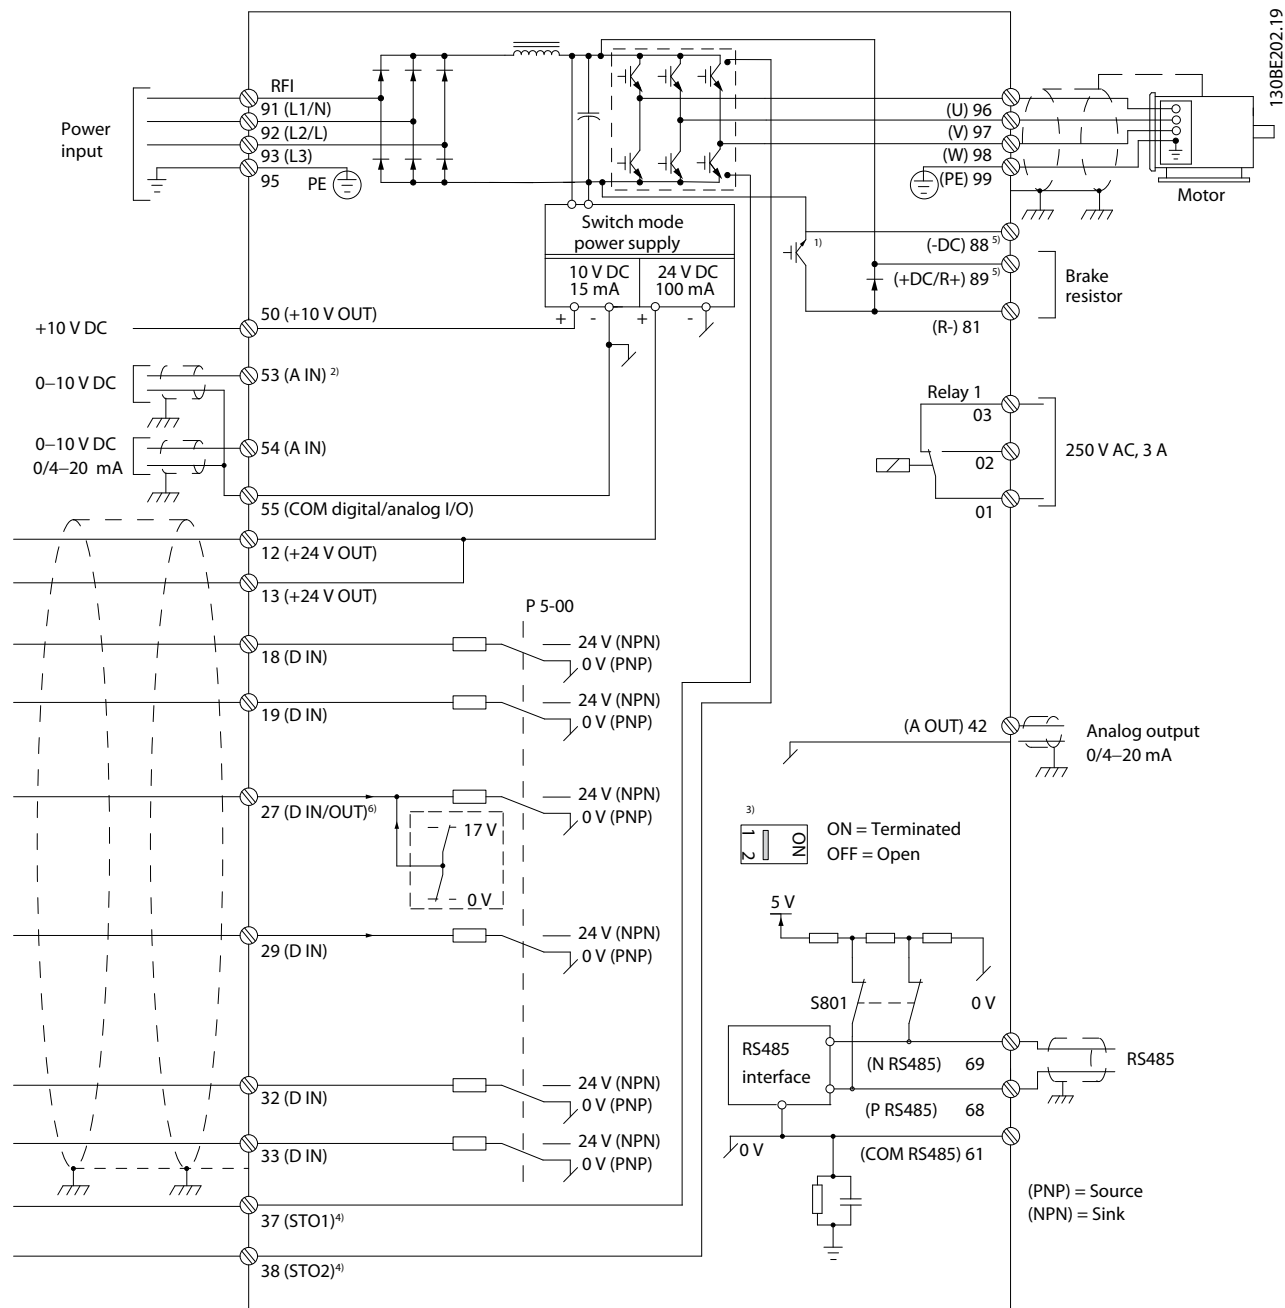 130BE202.19
Power
input
RFI
91 (L1/N)
92 (L2/L)
93 (L3)
95
PE
(U) 96
(V) 97
(W) 98
(PE) 99
Motor
Switch mode
power supply
10 V DC
15 mA
24 V DC
100 mA
+ - + -
1)
(-DC) 88 5)
(+DC/R+) 89 5)
(R-) 81
Brake
resistor
+10 V DC
50 (+10 V OUT)
0–10 V DC
53 (A IN) 2)
0–10 V DC
0/4–20 mA
54 (A IN)
55 (COM digital/analog I/O)
Relay 1
03
02
01
250 V AC, 3 A
12 (+24 V OUT)
13 (+24 V OUT)
P 5-00
18 (D IN)
24 V (NPN)
0 V (PNP)
19 (D IN)
24 V (NPN)
0 V (PNP)
27 (D IN/OUT) 6)
24 V (NPN)
0 V (PNP)
17 V
0 V
29 (D IN)
24 V (NPN)
0 V (PNP)
32 (D IN)
24 V (NPN)
0 V (PNP)
33 (D IN)
24 V (NPN)
0 V (PNP)
37 (STO1) 4)
38 (STO2) 4)
(A OUT) 42
Analog output
0/4–20 mA
3)
1 2 ON
ON = Terminated
OFF = Open
5 V
S801
0 V
RS485
interface
(N RS485) 69
RS485
(P RS485) 68
0 V
(COM RS485) 61
(PNP) = Source
(NPN) = Sink